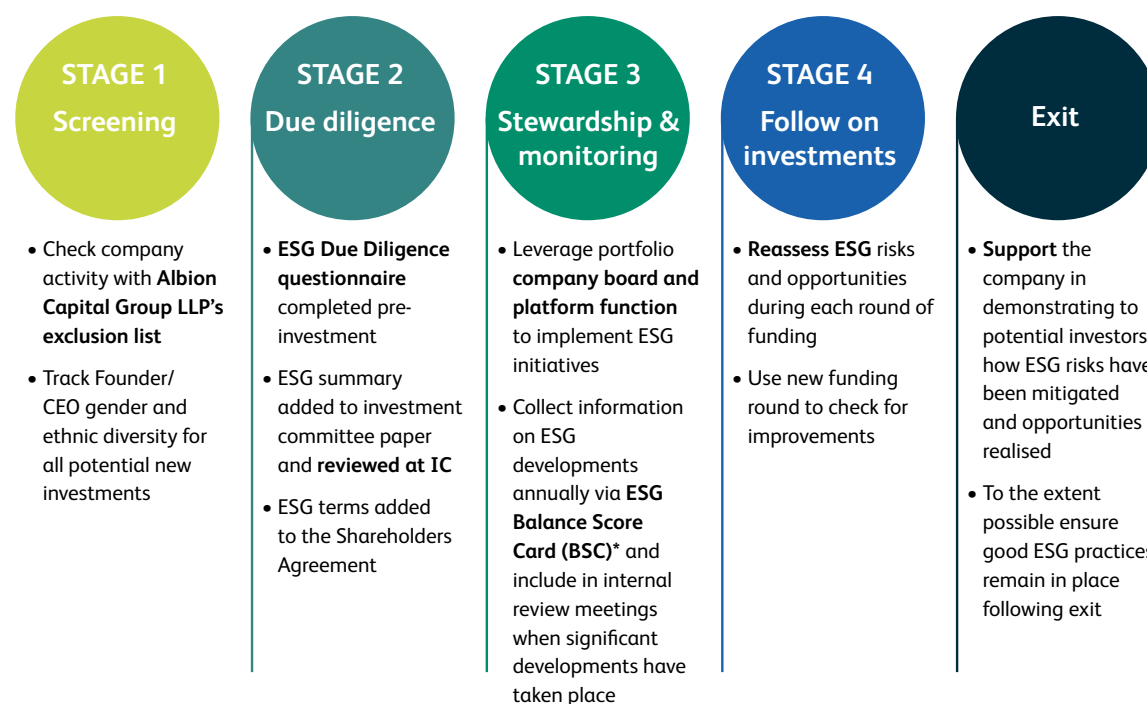 STAGE 1
Screening
• Check company
activity with Albion
Capital Group LLP’s
exclusion list
• Track Founder/
CEO gender and
ethnic diversity for
all potential new
investments
STAGE 2
Due diligence
• ESG Due Diligence
questionnaire
completed pre-
investment
• ESG summary
added to investment
committee paper
and reviewed at IC
• ESG terms added
to the Shareholders
Agreement
STAGE 3
Stewardship &
monitoring
• Leverage portfolio
company board and
platform function
to implement ESG
initiatives
• Collect information
on ESG
developments
annually via ESG
Balance Score
Card (BSC)* and
include in internal
review meetings
when significant
developments have
taken place
STAGE 4
Follow on
investments
• Reassess ESG risks
and opportunities
during each round of
funding
• Use new funding
round to check for
improvements
Exit
• Support the
company in
demonstrating to
potential investors
how ESG risks have
been mitigated
and opportunities
realised
• To the extent
possible ensure
good ESG practices
remain in place
following exit